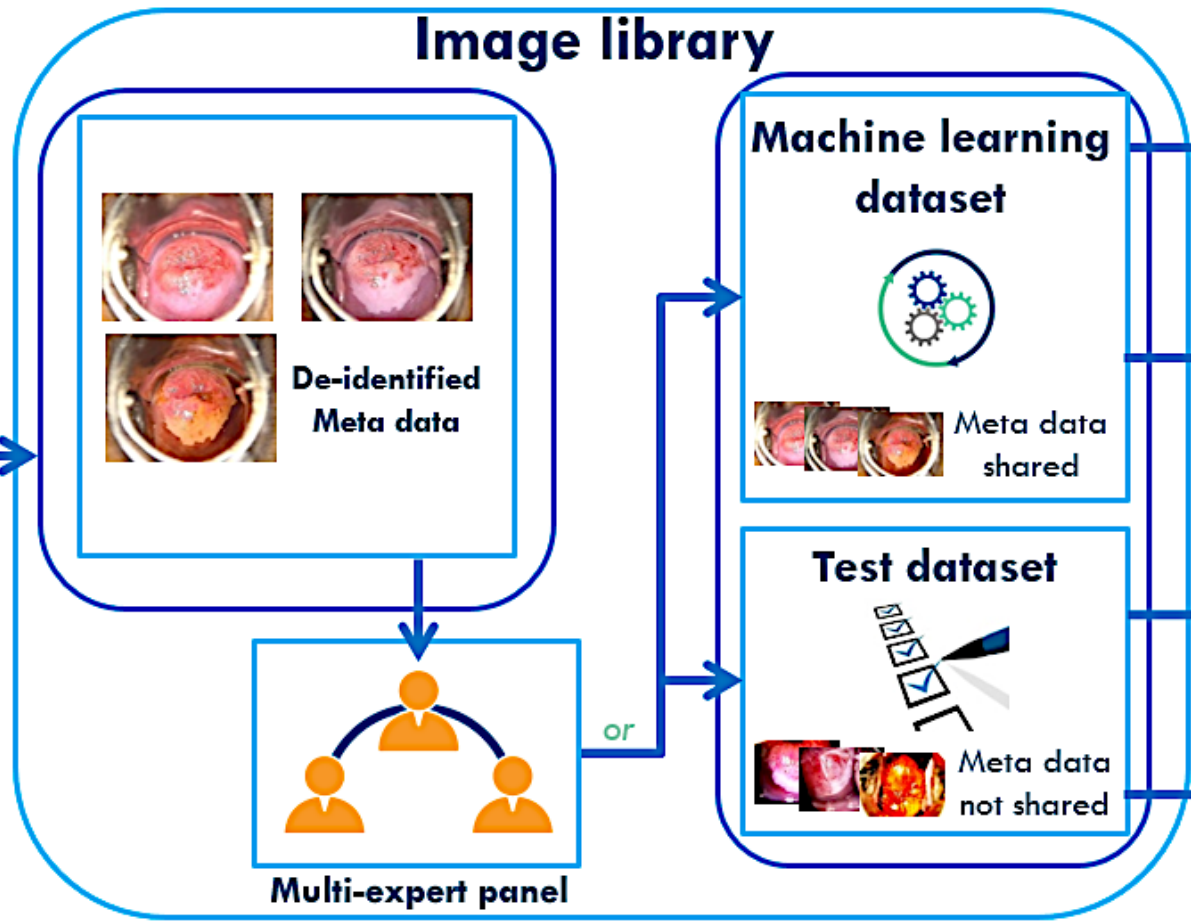 Image library
De-identified
Meta data
Multi-expert panel
or
Machine learning
dataset
Meta data
shared
Test dataset
Meta data
not shared